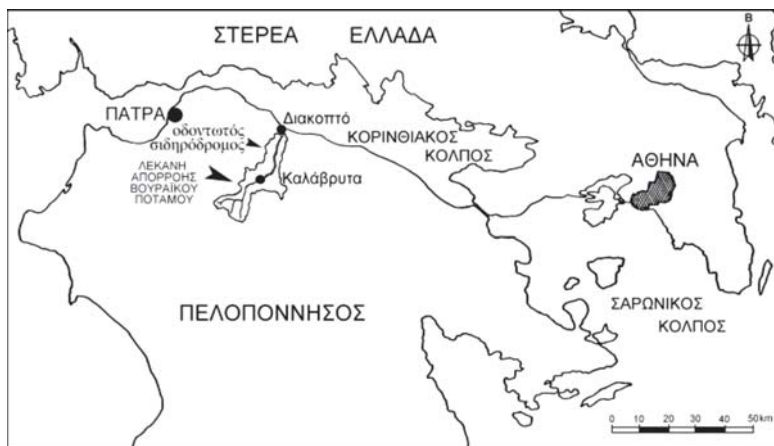 ΣΤΕΡΕΑ ΕΛΛΑΔΑ
Β
ΠΑΤΡΑ
Διακοπτό
οδοντωτός
σιδηρόδρομος
ΚΟΡΙΝΘΙΑΚΟΣ
ΚΟΛΠΟΣ
ΑΘΗΝΑ
ΛΕΚΑΝΗ
ΑΠΟΡΡΟΗΣ
ΒΟΥΡΑΪΚΟΥ
ΠΟΤΑΜΟΥ
Καλάβρυτα
ΠΕΛΟΠΟΝΝΗΣΟΣ
ΣΑΡΩΝΙΚΟΣ
ΚΟΛΠΟΣ
0 10 20 30 40 50km